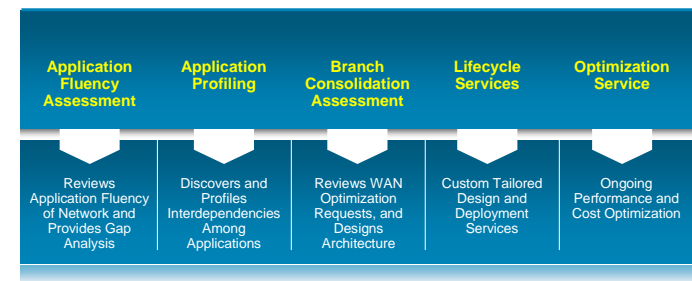 Application
Fluency
Assessment
Application
Profiling
Branch
Consolidation
Assessment
Lifecycle
Services
Optimization
Service
Reviews
Application Fluency
of Network and
Provides Gap
Analysis
Discovers and
Profiles
Interdependencies
Among
Applications
Reviews WAN
Optimization
Requests, and
Designs
Architecture
Custom Tailored
Design and
Deployment
Services
Ongoing
Performance and
Cost Optimization